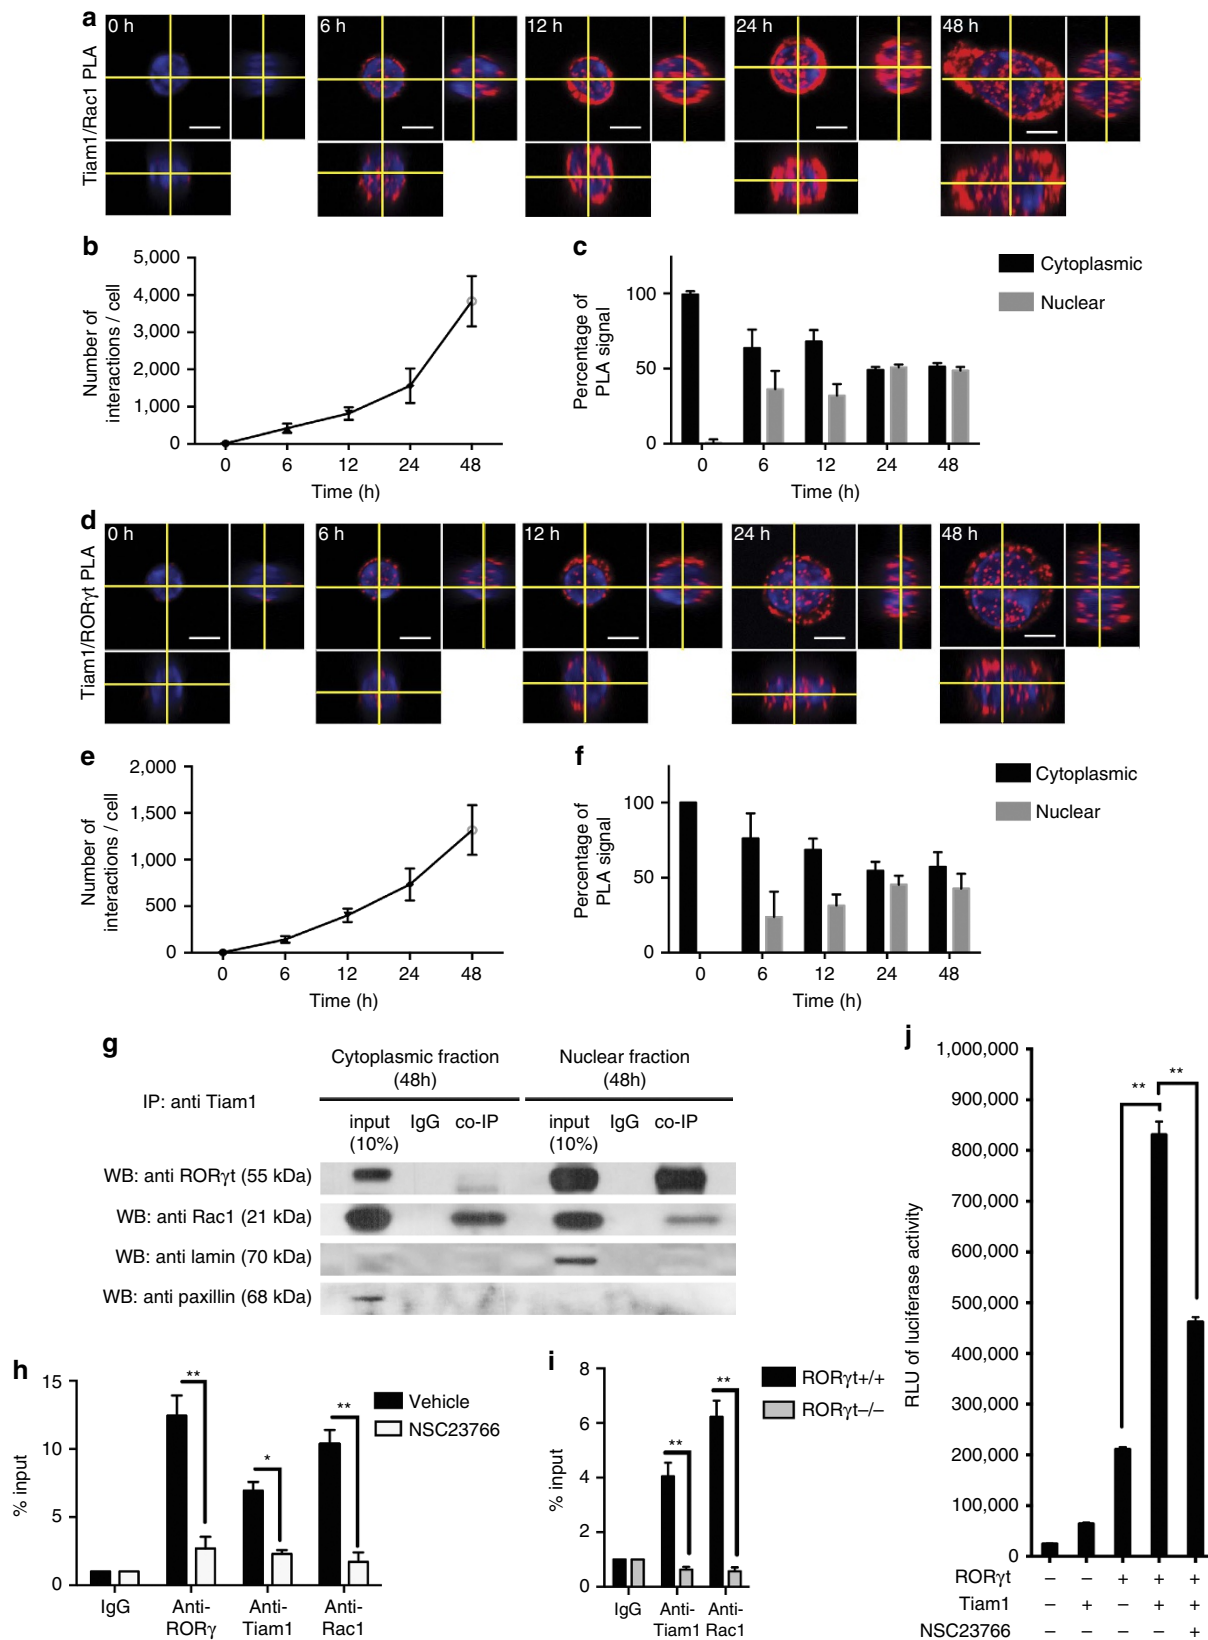 a
Tiam1/Rac1 PLA
0 h
6 h
12 h
24 h
48 h
b
Number of
interactions / cell
5,000
4,000
3,000
2,000
1,000
0
0 6 12 24 48
Time (h)
c
Percentage of
PLA signal
100
50
0
0 6 12 24 48
Time (h)
Cytoplasmic
Nuclear
d
Tiam1/RORγt PLA
0 h
6 h
12 h
24 h
48 h
e
Number of
interactions / cell
2,000
1,500
1,000
500
0
0 6 12 24 48
Time (h)
f
Percentage of
PLA signal
100
50
0
0 6 12 24 48
Time (h)
Cytoplasmic
Nuclear
g
Cytoplasmic fraction
(48h)
Nuclear fraction
(48h)
IP: anti Tiam1
input
(10%)
IgG
co-IP
input
(10%)
IgG
co-IP
WB: anti RORγt (55 kDa)
WB: anti Rac1 (21 kDa)
WB: anti lamin (70 kDa)
WB: anti paxillin (68 kDa)
h
% input
15
10
5
0
**
*
**
IgG
Anti-
RORγ
Anti-
Tiam1
Anti-
Rac1
Vehicle
NSC23766
i
% input
8
6
4
2
0
**
**
IgG
Anti-
Tiam1
Anti-
Rac1
RORγt+/+
RORγt–/–
j
RLU of luciferase activity
1,000,000
900,000
800,000
700,000
600,000
500,000
400,000
300,000
200,000
100,000
0
**
**
RORγt – – + + +
Tiam1 – + – + +
NSC23766 – – – – +